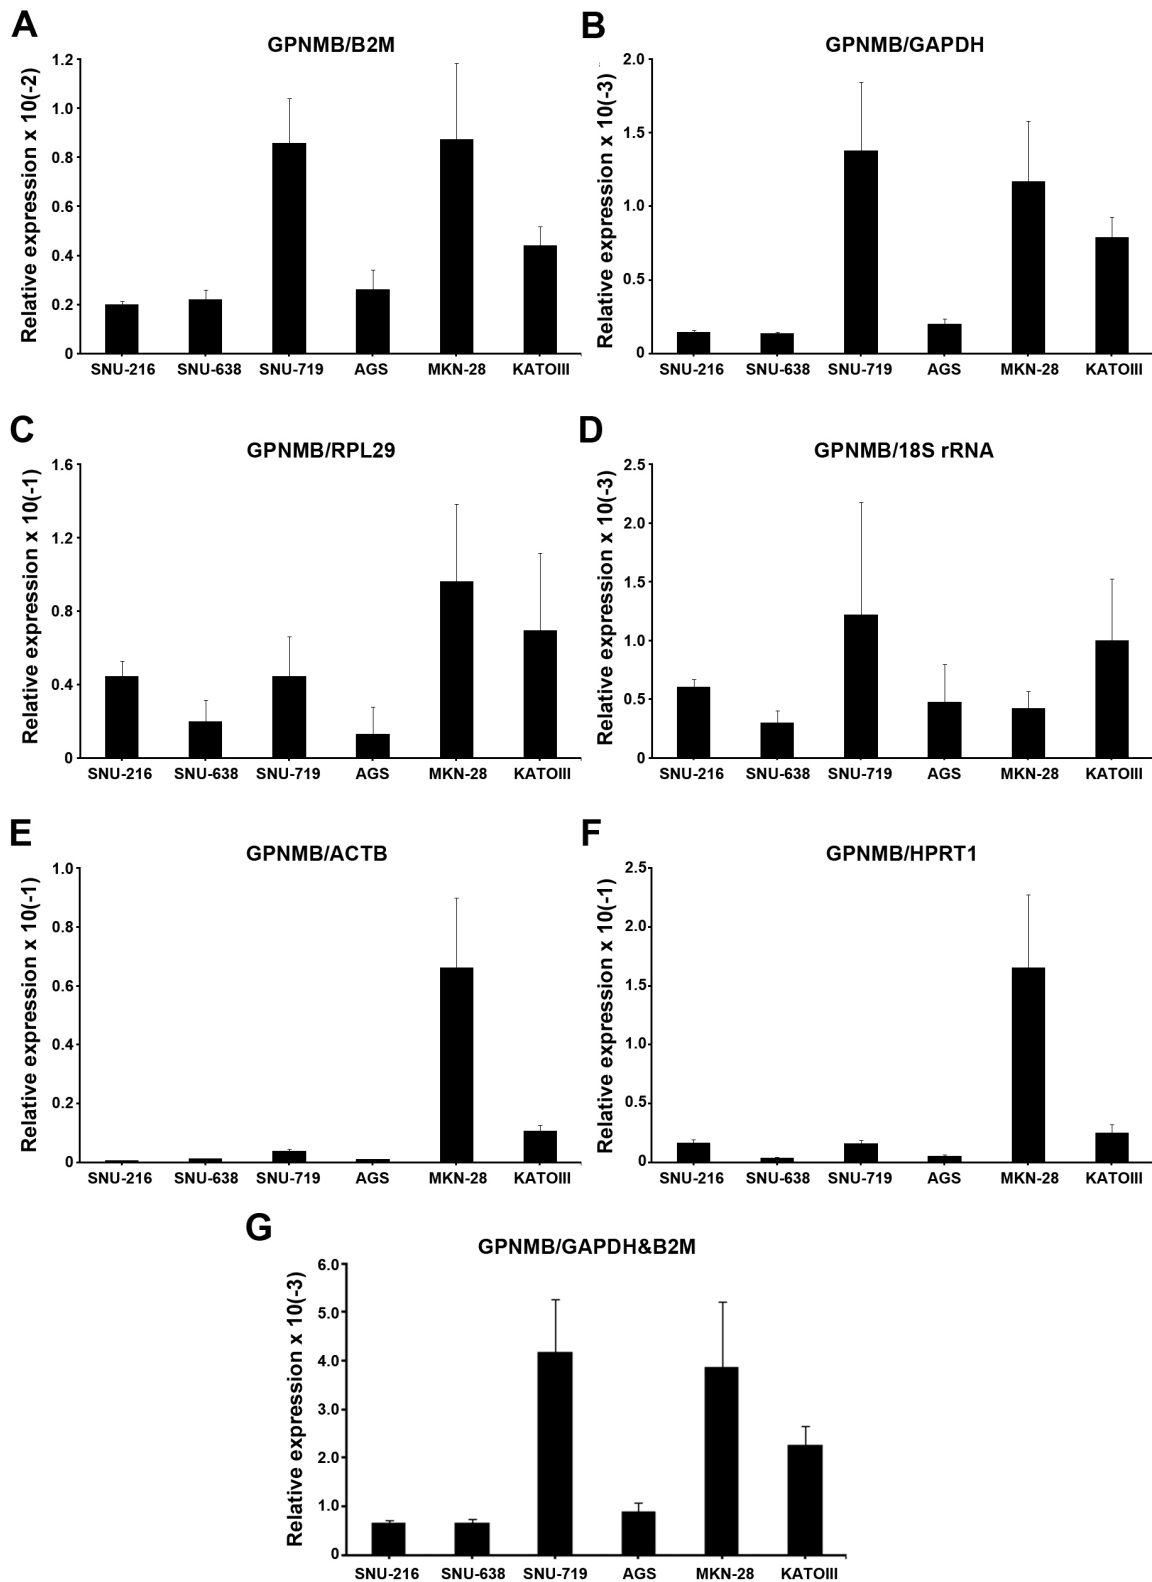 A
GPNMB/B2M
Relative expression x 10(-2)
1.2
1.0
0.8
0.6
0.4
0.2
0
SNU-216 SNU-638 SNU-719 AGS MKN-28 KATOIII
B
GPNMB/GAPDH
Relative expression x 10(-3)
2.0
1.5
1.0
0.5
0
SNU-216 SNU-638 SNU-719 AGS MKN-28 KATOIII
C
GPNMB/RPL29
Relative expression x 10(-1)
1.6
1.2
0.8
0.4
0
SNU-216 SNU-638 SNU-719 AGS MKN-28 KATOIII
D
GPNMB/18S rRNA
Relative expression x 10(-3)
2.5
2.0
1.5
1.0
0.5
0
SNU-216 SNU-638 SNU-719 AGS MKN-28 KATOIII
E
GPNMB/ACTB
Relative expression x 10(-1)
1.0
0.8
0.6
0.4
0.2
0
SNU-216 SNU-638 SNU-719 AGS MKN-28 KATOIII
F
GPNMB/HPRT1
Relative expression x 10(-1)
2.5
2.0
1.5
1.0
0.5
0
SNU-216 SNU-638 SNU-719 AGS MKN-28 KATOIII
G
GPNMB/GAPDH&B2M
Relative expression x 10(-3)
6.0
5.0
4.0
3.0
2.0
1.0
0
SNU-216 SNU-638 SNU-719 AGS MKN-28 KATOIII